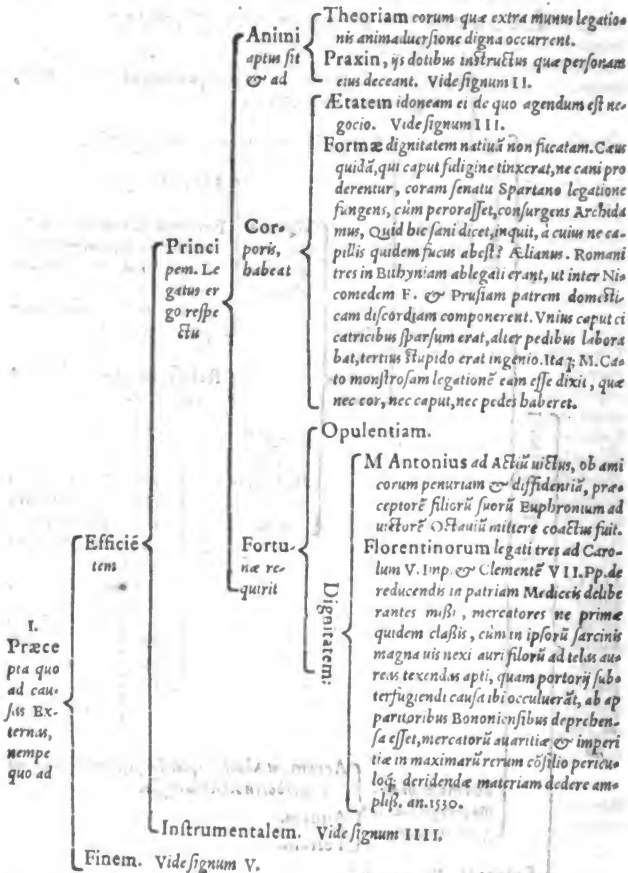 Theoriam eorum quæ extra munus legatio-
nis animaduersione digna occurrent.
Praxin, ijs dotibus instructus quæ personam
eius deceant. Vide signum II.
Animi
aptus sit
& ad
Ætatem idoneam ei de quo agendum est ne-
gocio. Vide signum III.
Formæ dignitatem natiuā non fucatam. Cæus
quidā, qui caput fuligine tinxerat, ne cani pro
derentur, coram senatu Spartano legatione
fungens, cùm perorasset, consurgens Archida
mus, Quid hic sani dicet, inquit, à cuius ne ca-
pillis quidem fucus abest? Ælianus. Romani
tres in Bithyniam ablegati erant, ut inter Ni-
comedem F. & Prusiam patrem domesti-
cam discordiam componerent. Vnius caput ci
catricibus sparsum erat, alter pedibus labora
bat, tertius stupido erat ingenio. Itaq; M. Ca-
to monstrosam legationē eam esse dixit, quæ
nec cor, nec caput, nec pedes haberet.
Cor-
poris,
habeat
Princi
pem. Le
gatus er
go respe
ctu
Opulentiam.
M Antonius ad Actiū uictus, ob ami
corum penuriam & diffidentiā, præ-
ceptorē filiorū suorū Euphronium ad
uictorē Octauiū mittere coactus fuit.
Florentinorum legati tres ad Caro-
lum V. Imp. & Clementē VII. Pp. de
reducendis in patriam Mediceis delibe
rantes missi, mercatores ne primæ
quidem classis, cùm in ipsorū sarcinis
magna uis nexi auri filorū ad telas au-
reas texendas apti, quam portorij sub-
terfugiendi causa ibi occuluerāt, ab ap
paritoribus Bononiensibus deprehen-
sa esset, mercatorū auaritiæ & imperi
tiæ in maximarū rerum cōsilio pericu-
loq; deridendæ materiam dedere am-
pliss. an. 1530.
Dignitatem:
Fortu-
næ re-
quirit
Efficiē
tem
Instrumentalem. Vide signum IIII.
I.
Præce
pta quo
ad cau-
sas Ex-
ternas,
nempe
quo ad
Finem. Vide signum V.